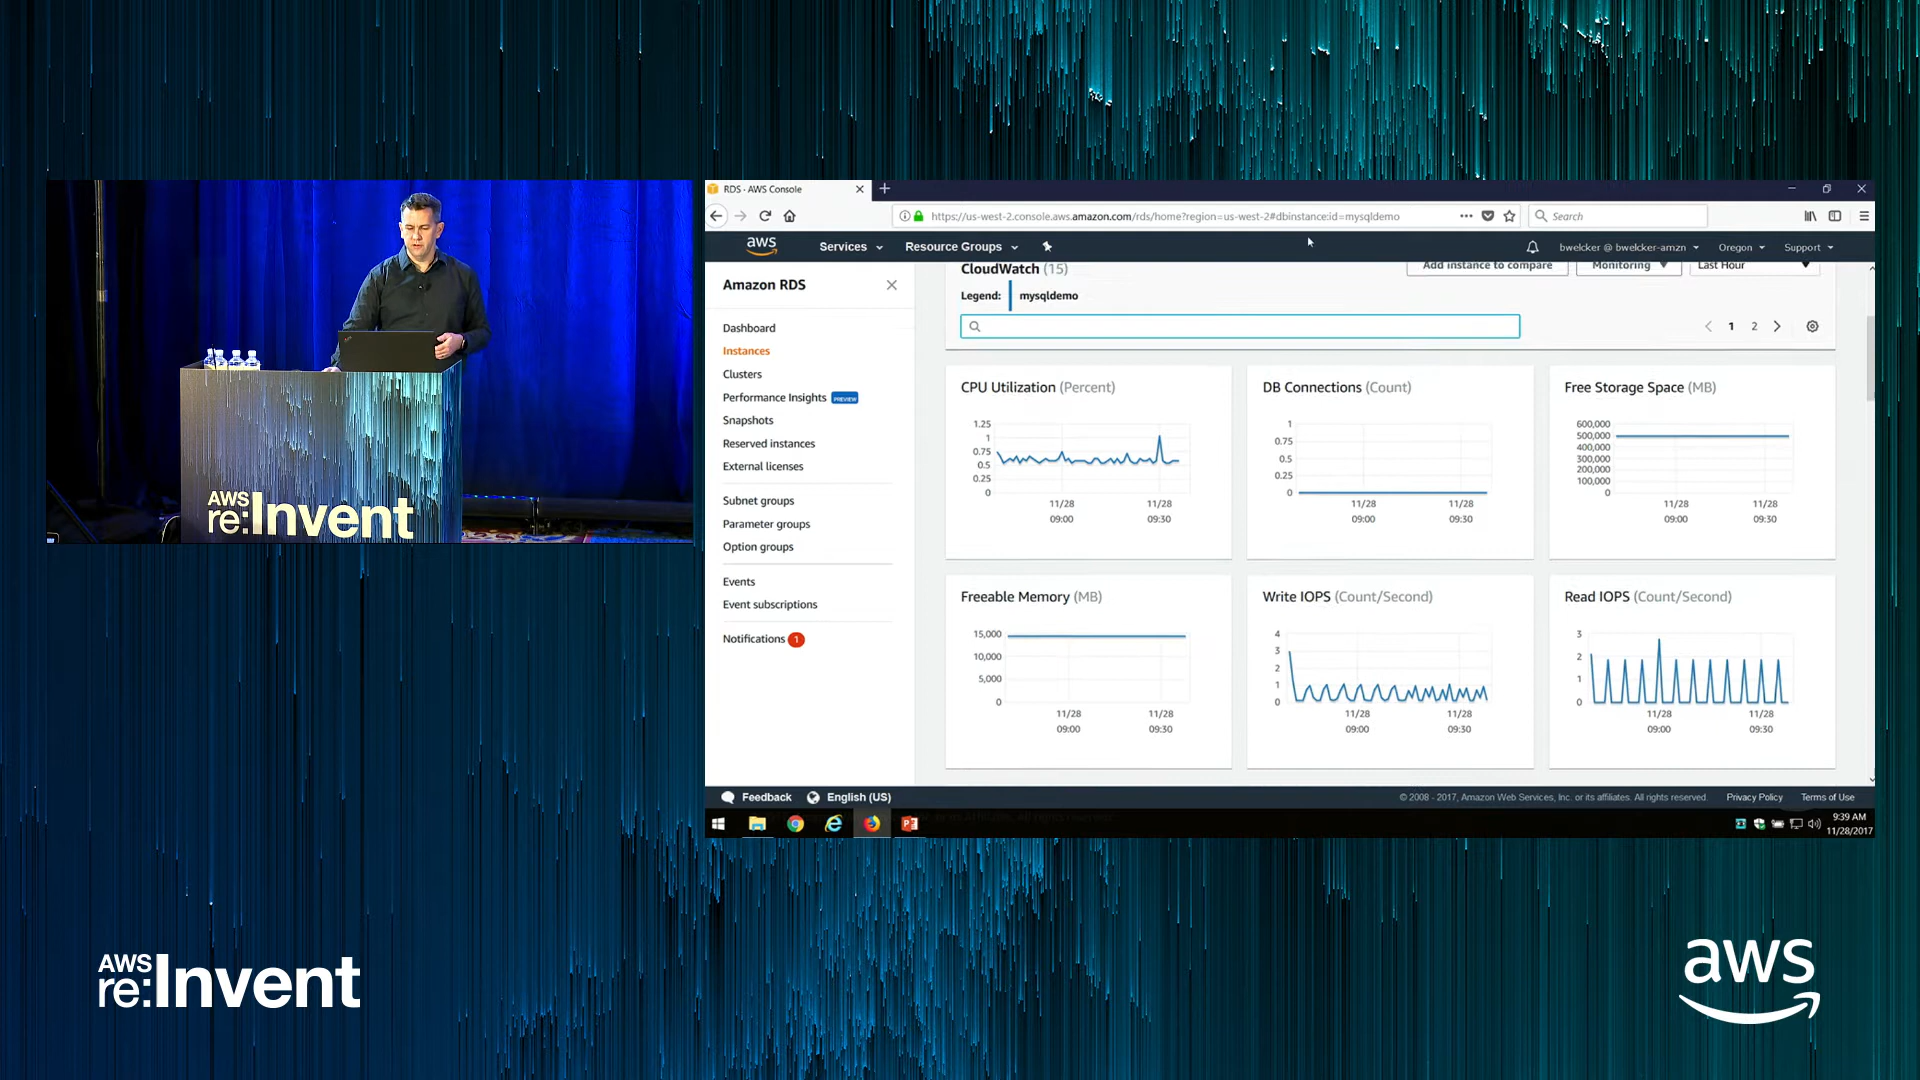 AWS
re:Invent
RDS - AWS Console
https://us-west-2.console.aws.amazon.com/rds/home?region=us-west-2#dbinstance:id=mysqldemo
Search
aws
Services
Resource Groups
bwelcker @ bwelcker-amzn
Oregon
Support
Amazon RDS
Dashboard
Instances
Clusters
Performance Insights PREVIEW
Snapshots
Reserved instances
External licenses
Subnet groups
Parameter groups
Option groups
Events
Event subscriptions
Notifications 1
CloudWatch (15)
Add instance to compare
Monitoring
Last Hour
Legend: mysqldemo
1 2
CPU Utilization (Percent)
1.25
1
0.75
0.5
0.25
0
11/28 11/28
09:00 09:30
DB Connections (Count)
1
0.75
0.5
0.25
0
11/28 11/28
09:00 09:30
Free Storage Space (MB)
600,000
500,000
400,000
300,000
200,000
100,000
0
11/28 11/28
09:00 09:30
Freeable Memory (MB)
15,000
10,000
5,000
0
11/28 11/28
09:00 09:30
Write IOPS (Count/Second)
4
3
2
1
0
11/28 11/28
09:00 09:30
Read IOPS (Count/Second)
3
2
1
0
11/28 11/28
09:00 09:30
Feedback
English (US)
© 2008 - 2017, Amazon Web Services, Inc. or its affiliates. All rights reserved.
Privacy Policy
Terms of Use
9:39 AM
11/28/2017
AWS
re:Invent
aws